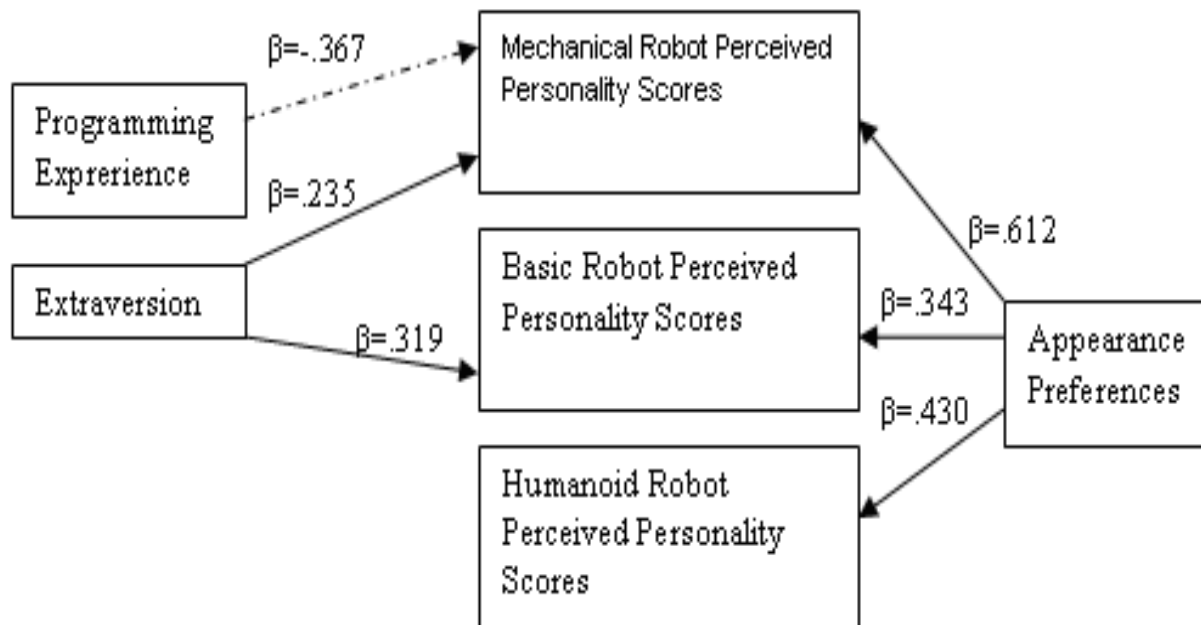 β=-.367
Mechanical Robot Perceived
Personality Scores
Programming
Exprerience
β=.235
Extraversion
β=.319
Basic Robot Perceived
Personality Scores
β=.612
β=.343
β=.430
Appearance
Preferences
Humanoid Robot
Perceived Personality
Scores